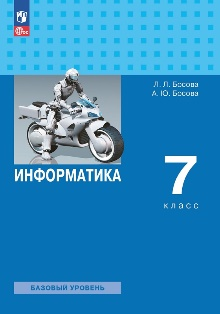 Л. Л. Босова
А. Ю. Босова
ИНФОРМАТИКА
7
класс
БАЗОВЫЙ УРОВЕНЬ